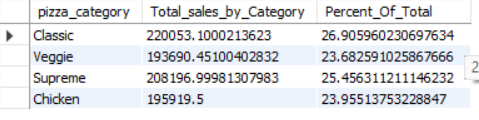 pizza_category Total_sales_by_Category Percent_Of_Total
Classic 220053.1000213623 26.905960230697634
Veggie 193690.45100402832 23.682591025867666
Supreme 208196.99981307983 25.456311211146232
Chicken 195919.5 23.95513753228847
2